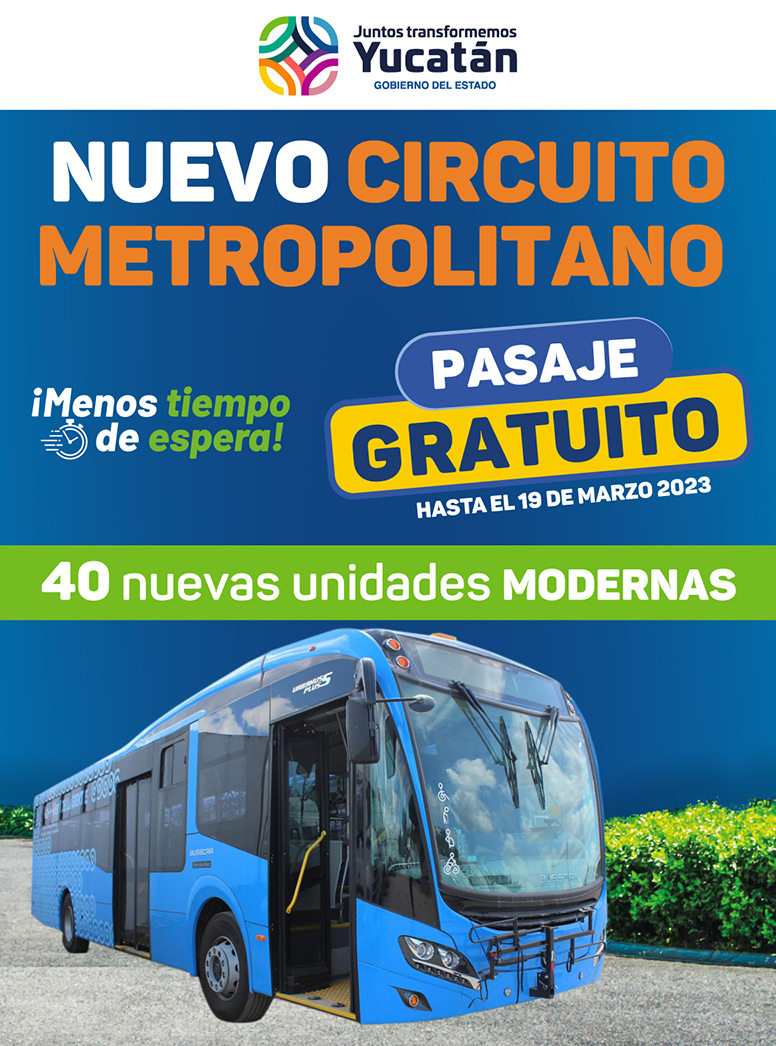 Juntos transformemos
Yucatán
GOBIERNO DEL ESTADO
NUEVO CIRCUITO
METROPOLITANO
¡Menos tiempo
de espera!
PASAJE
GRATUITO
HASTA EL 19 DE MARZO 2023
40 nuevas unidades MODERNAS
URBANUSS
PLUS5
BUSSCAR
BUSSCAR